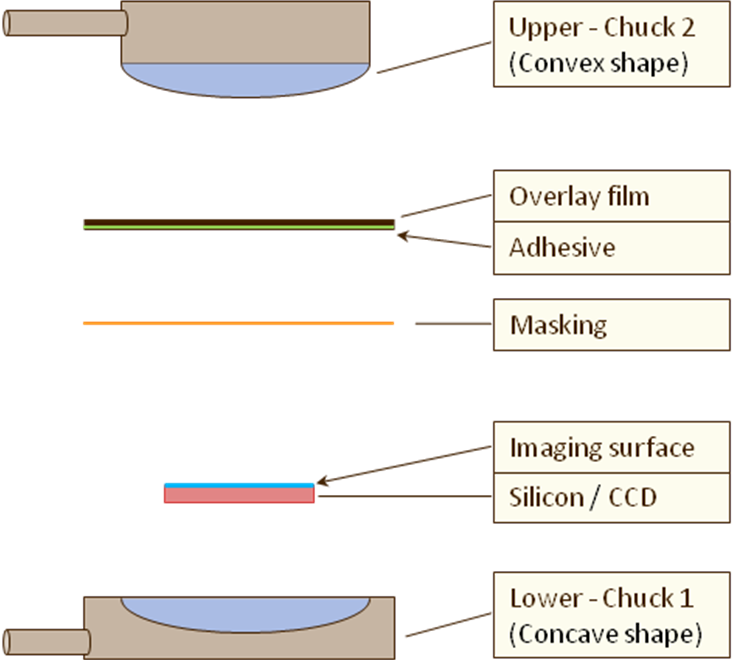 Upper - Chuck 2
(Convex shape)
Overlay film
Adhesive
Masking
Imaging surface
Silicon / CCD
Lower - Chuck 1
(Concave shape)